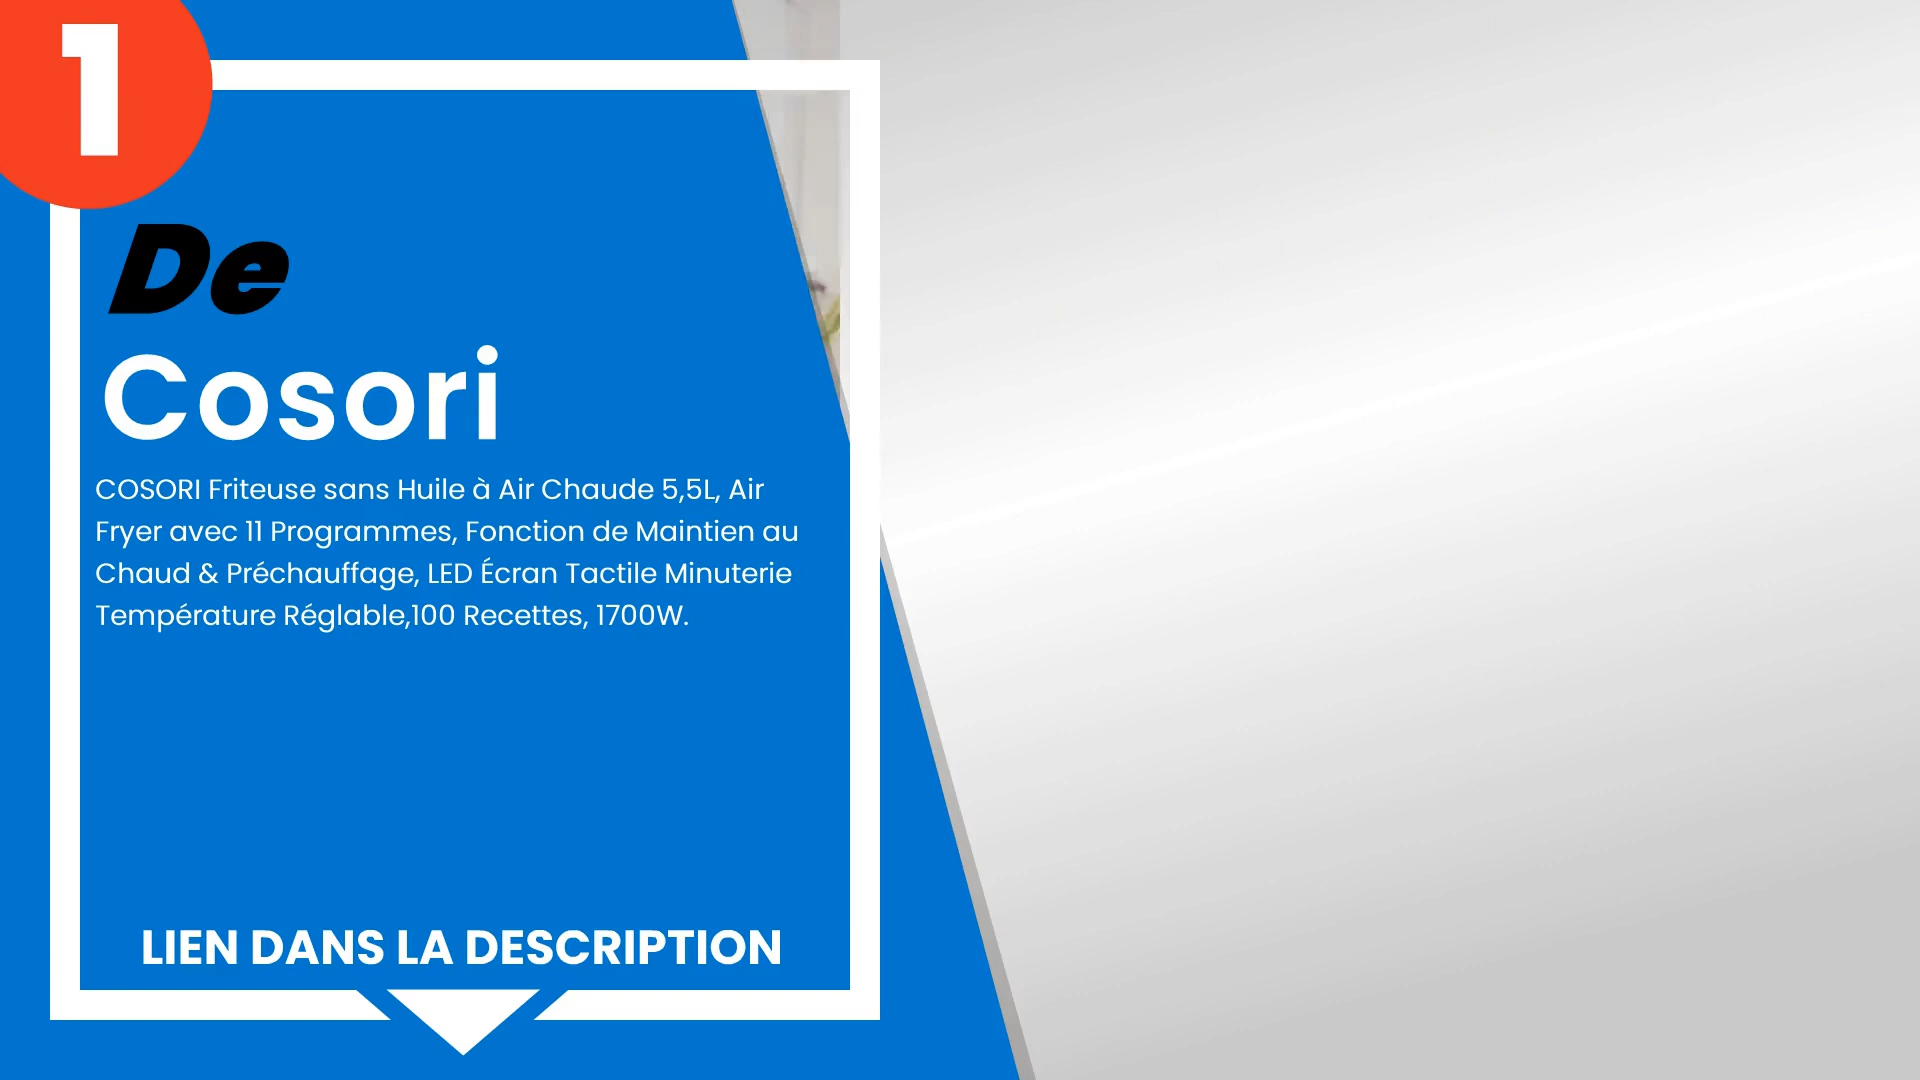 1
De
Cosori
COSORI Friteuse sans Huile à Air Chaude 5,5L, Air
Fryer avec 11 Programmes, Fonction de Maintien au
Chaud & Préchauffage, LED Écran Tactile Minuterie
Température Réglable,100 Recettes, 1700W.
LIEN DANS LA DESCRIPTION